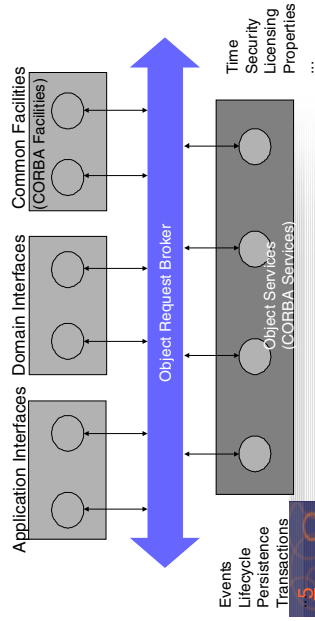 Application Interfaces
Domain Interfaces
Common Facilities
(CORBA Facilities)
Object Request Broker
Events
Lifecycle
Persistence
Transactions
...
Object Services
(CORBA Services)
Time
Security
Licensing
Properties
...
5